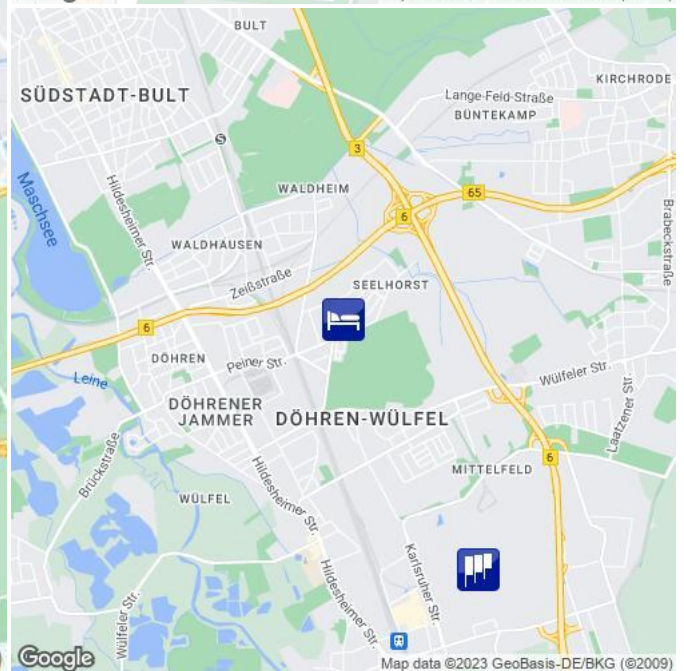 BULT
KIRCHRODE
SÜDSTADT-BULT
Lange-Feld-Straße
BÜNTEKAMP
S
3
Maschsee
Hildesheimer Str.
WALDHEIM
65
6
Brabeckstraße
WALDHAUSEN
Zeißstraße
SEELHORST
6
DÖHREN
Peiner Str.
Wülfeler Str.
Leine
DÖHRENER
JAMMER
DÖHREN-WÜLFEL
Laatzener Str.
Brückstraße
Hildesheimer Str.
6
MITTELFELD
WÜLFEL
Karlsruher Str
Hildesheimer Str.
Wülfeler Str.
Google
Map data ©2023 GeoBasis-DE/BKG (©2009)